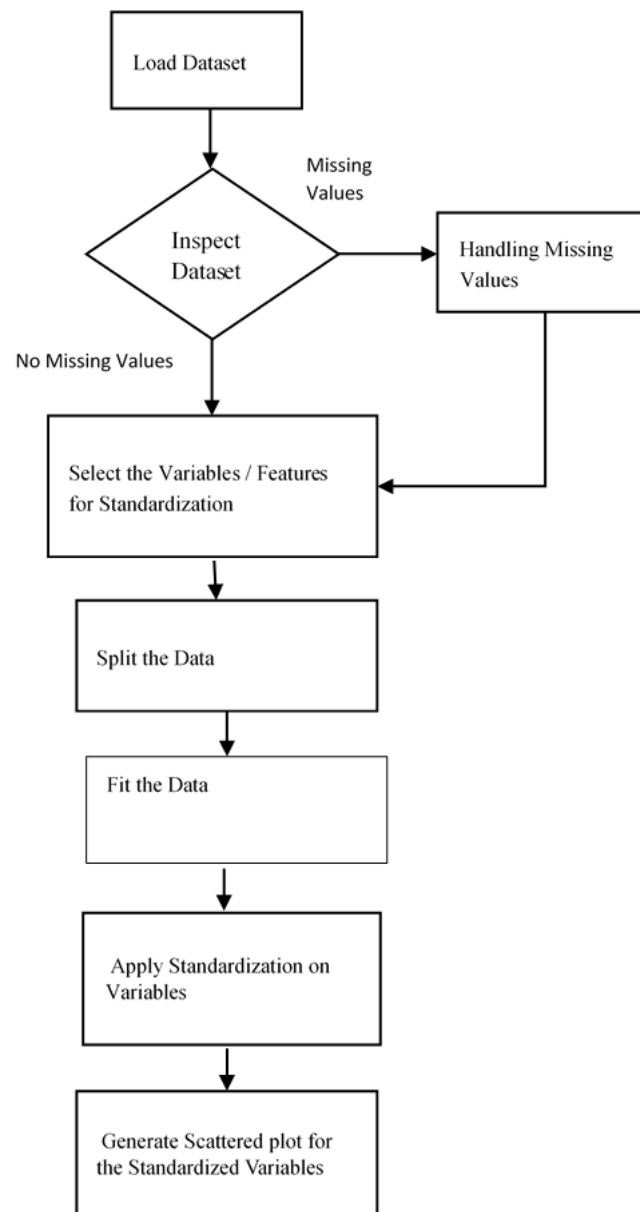 Load Dataset
Missing
Values
Inspect
Dataset
Handling Missing
Values
No Missing Values
Select the Variables / Features
for Standardization
Split the Data
Fit the Data
Apply Standardization on
Variables
Generate Scattered plot for
the Standardized Variables